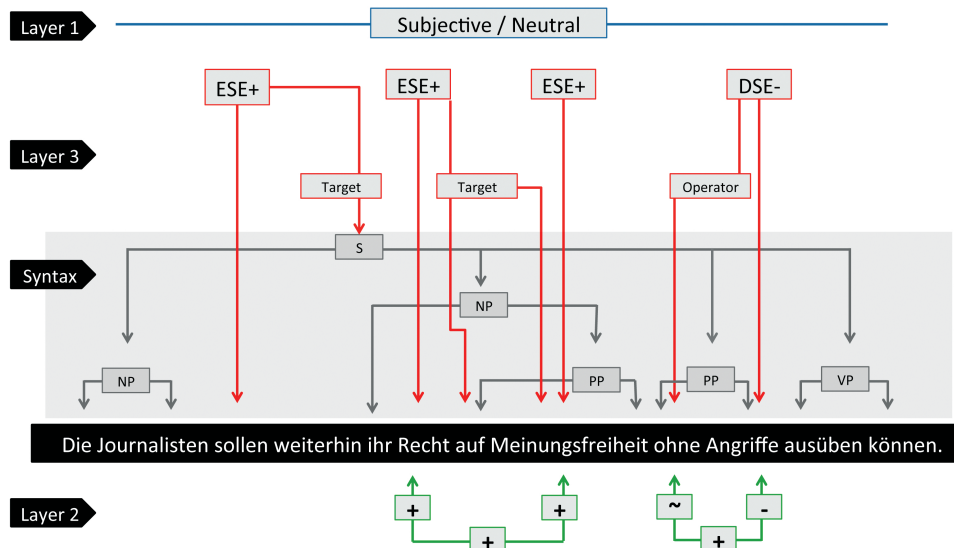 Layer 1
Subjective / Neutral
ESE+
ESE+
ESE+
DSE-
Layer 3
Target
Target
Operator
S
Syntax
NP
NP
PP
PP
VP
Die Journalisten sollen weiterhin ihr Recht auf Meinungsfreiheit ohne Angriffe ausüben können.
Layer 2
+
+
~
-
+
+